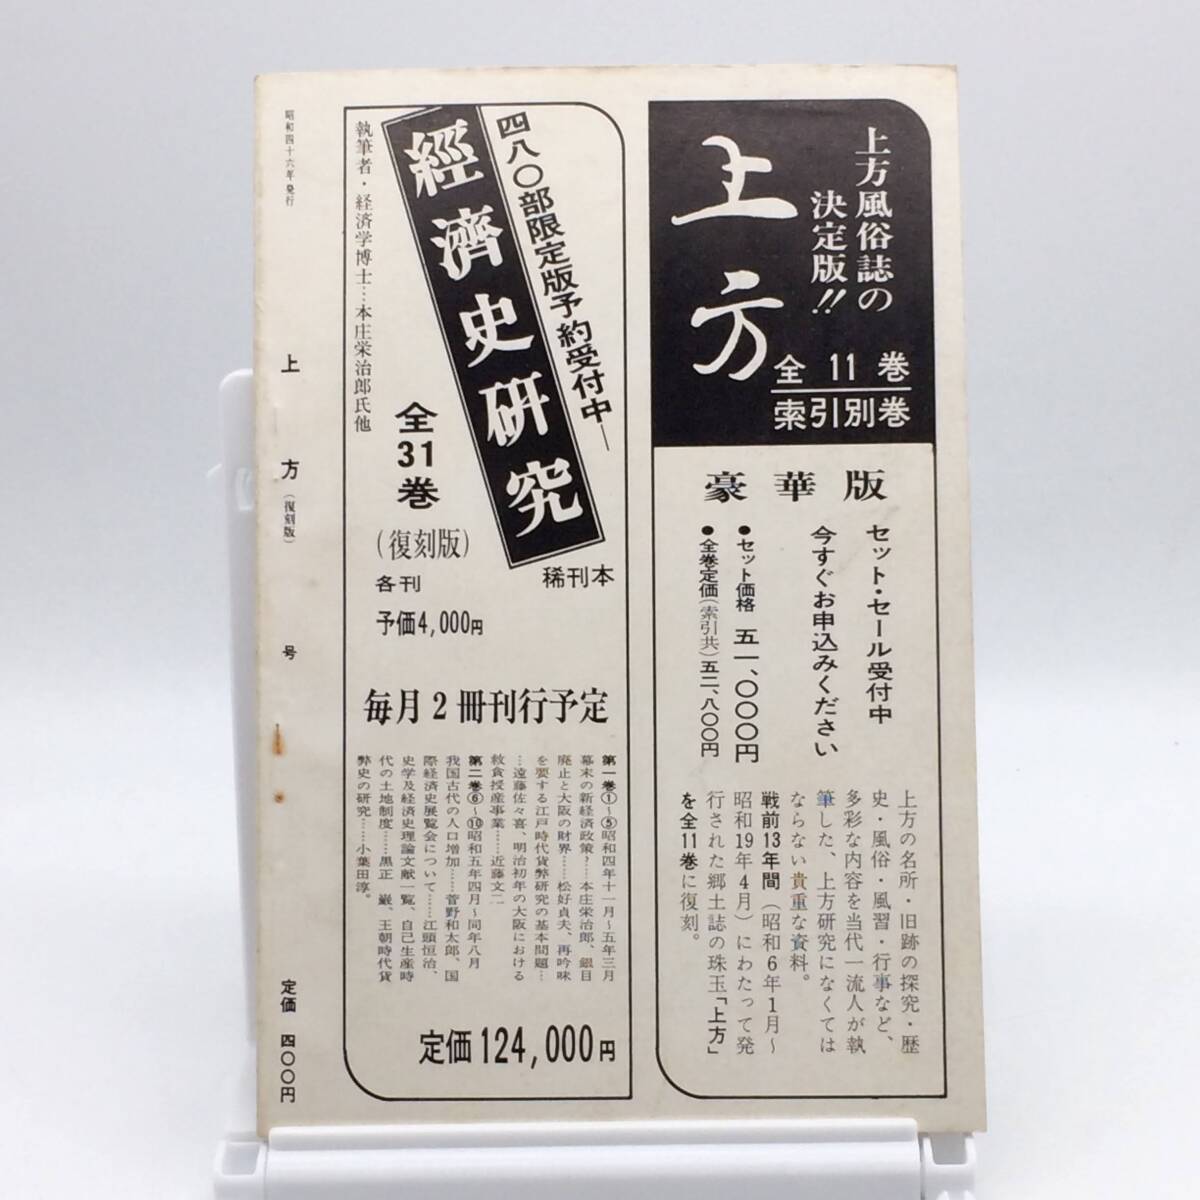 上方風俗誌の
決定版!!
上方
全11巻
索引別巻
豪華版
セット・セール受付中
今すぐお申込みください
●セット価格 五一、〇〇〇円
●全巻定価(索引共)五二、八〇〇円
上方の名所・旧跡の探究・歴
史・風俗・風習・行事など、
多彩な内容を当代一流人が執
筆した、上方研究になくては
ならない貴重な資料。
戦前13年間(昭和6年1月〜
昭和19年4月)にわたって発
行された郷土誌の珠玉「上方」
を全11巻に復刻。
四八〇部限定版予約受付中―
經濟史研究
稀刊本
執筆者・経済学博士…本庄栄治郎氏他
全31巻
(復刻版)
各刊
予価4,000円
毎月2冊刊行予定
第一巻①〜⑤昭和四年十一月〜五年三月
幕末の新経済政策?……本庄栄治郎、銀目
廃止と大阪の財界……松好貞夫、再吟味
を要する江戸時代貨幣研究の基本問題…
…遠藤佐々喜、明治初年の大阪における
救食授産事業……近藤文二
第二巻⑥〜⑩昭和五年四月〜同年八月
我国古代の人口増加……菅野和太郎、国
際経済史展覧会について……江頭恒治、
史学及経済史理論文献一覧、自己生産時
代の土地制度……黒正 巌、王朝時代貨
幣史の研究……小葉田淳。
定価124,000円
昭和四十六年発行
上方(復刻版)号
定価 四〇〇円